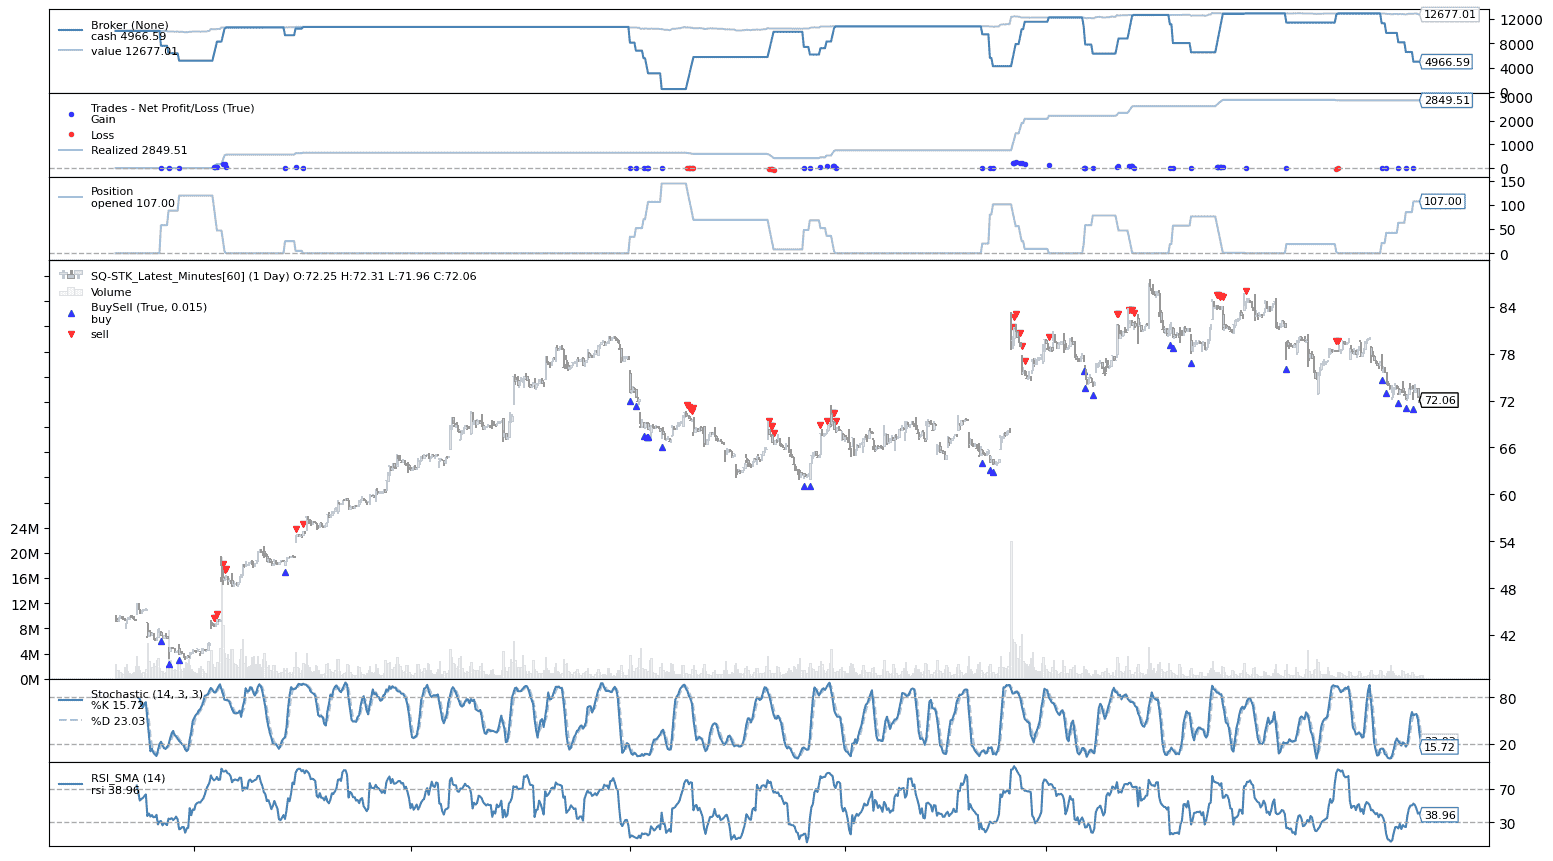 Broker (None)
cash 4966.59
value 12677.01
12677.01
12000
8000
4966.59
4000
0
Trades - Net Profit/Loss (True)
Gain
Loss
Realized 2849.51
3000
2849.51
2000
1000
0
Position
opened 107.00
150
107.00
100
50
0
SQ-STK_Latest_Minutes[60] (1 Day) O:72.25 H:72.31 L:71.96 C:72.06
Volume
BuySell (True, 0.015)
buy
sell
84
78
72.06
72
66
60
54
48
42
24M
20M
16M
12M
8M
4M
0M
Stochastic (14, 3, 3)
%K 15.72
%D 23.03
80
20
15.72
RSI_SMA (14)
rsi 38.96
70
38.96
30